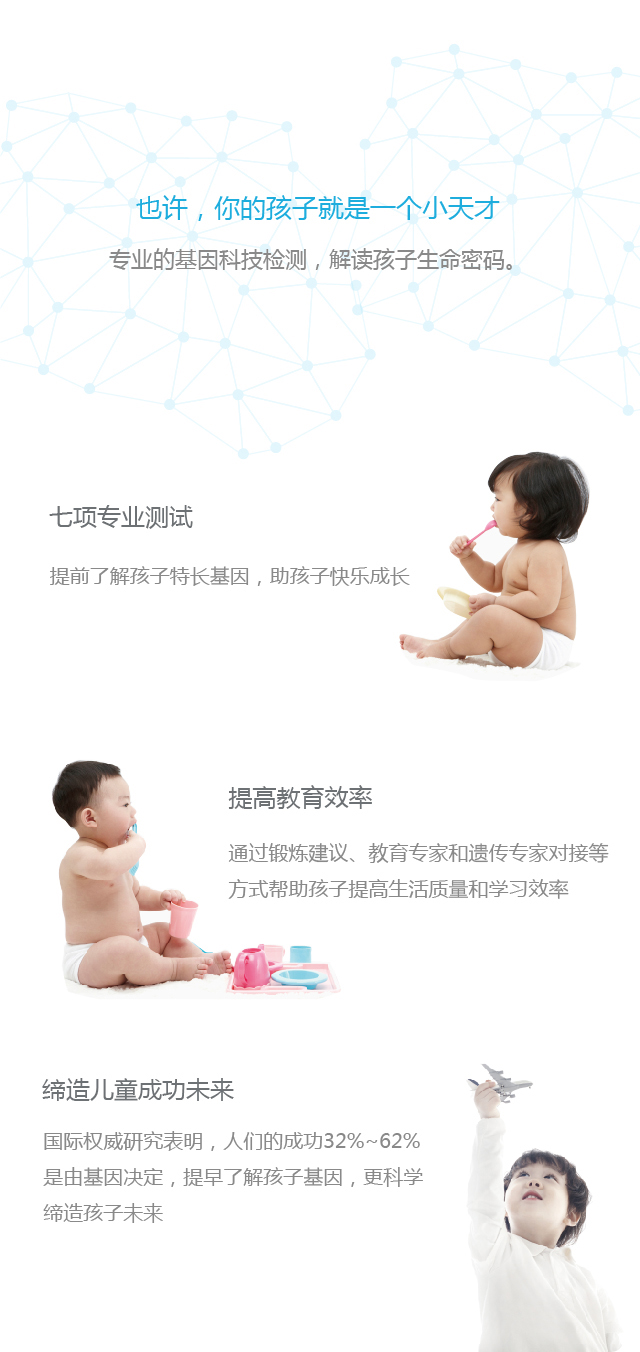 也许，你的孩子就是一个小天才
专业的基因科技检测，解读孩子生命密码。
七项专业测试
提前了解孩子特长基因，助孩子快乐成长
提高教育效率
通过锻炼建议、教育专家和遗传专家对接等
方式帮助孩子提高生活质量和学习效率
缔造儿童成功未来
国际权威研究表明，人们的成功32%~62%
是由基因决定，提早了解孩子基因，更科学
缔造孩子未来